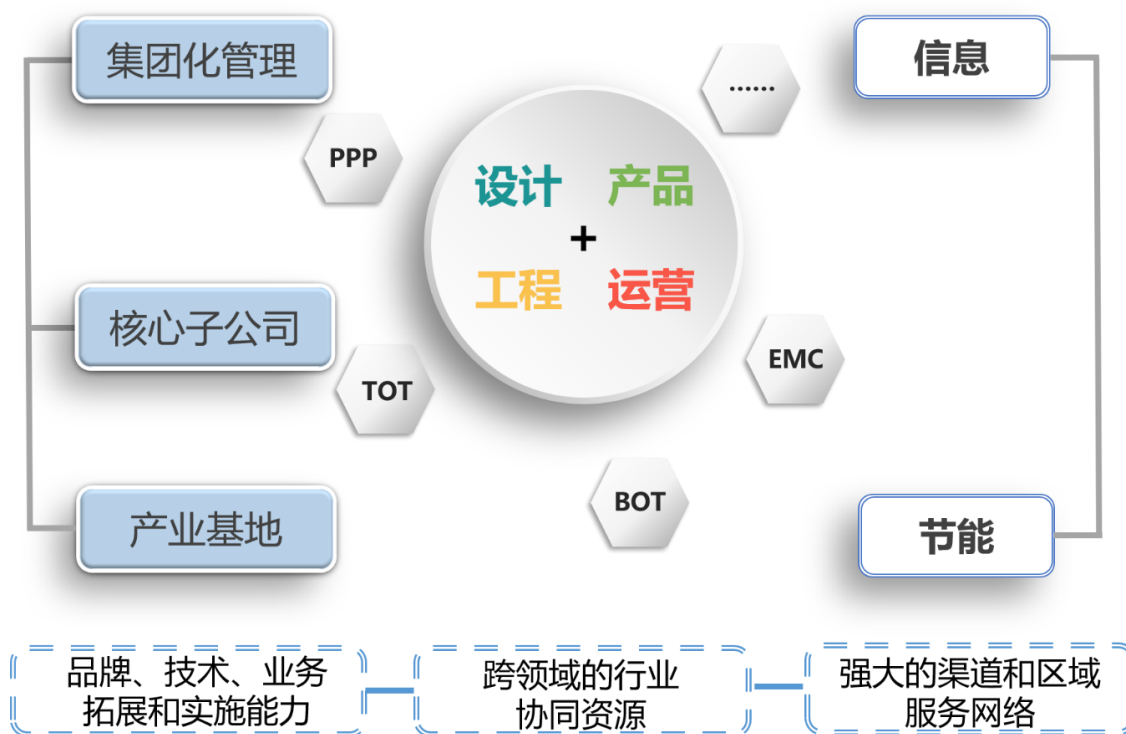 集团化管理
信息
……
PPP
设计 产品
+
工程 运营
核心子公司
EMC
TOT
BOT
产业基地
节能
品牌、技术、业务
拓展和实施能力
跨领域的行业
协同资源
强大的渠道和区域
服务网络